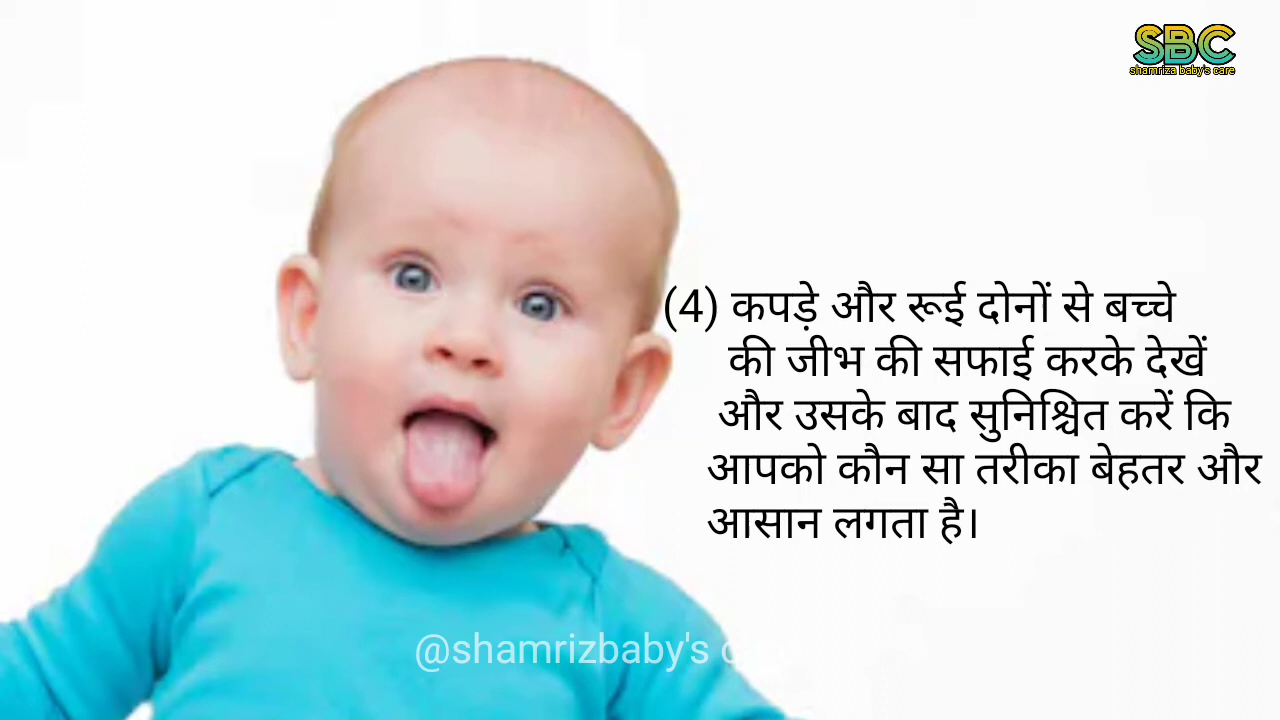 SBC
shamriza baby's care
(4) कपड़े और रूई दोनों से बच्चे
की जीभ की सफाई करके देखें
और उसके बाद सुनिश्चित करें कि
आपको कौन सा तरीका बेहतर और
आसान लगता है।
@shamrizbaby's